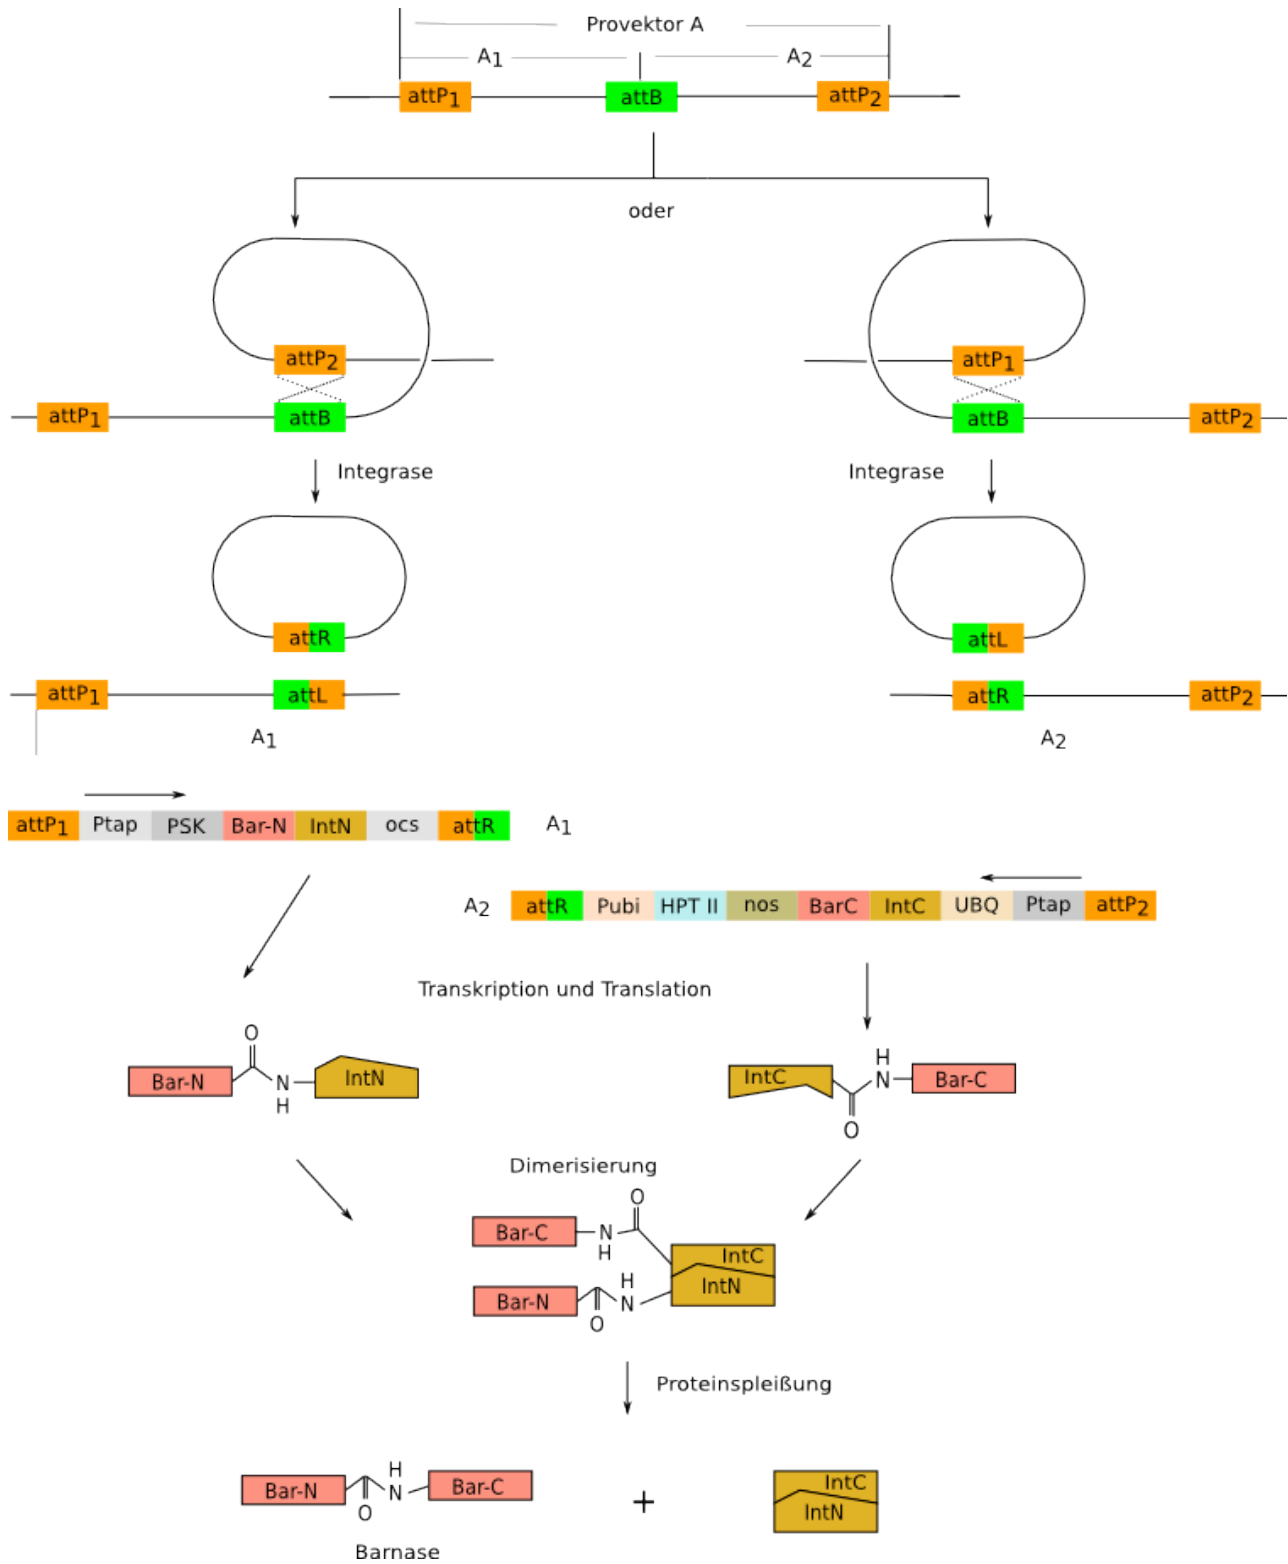 Provektor A
A1 A2
attP1 attB attP2
oder
attP2 attP1
attP1 attB attB attP2
Integrase Integrase
attR attL
attP1 attL attR attP2
A1 A2
attP1 Ptap PSK Bar-N IntN ocs attR A1
A2 attR Pubi HPT II nos BarC IntC UBQ Ptap attP2
Transkription und Translation
O
Bar-N N H IntN
IntC O H N Bar-C
Dimerisierung
O
Bar-C N H IntC
Bar-N O H N IntN
Proteinspleißung
Bar-N O H N Bar-C + IntC
IntN
Barnase